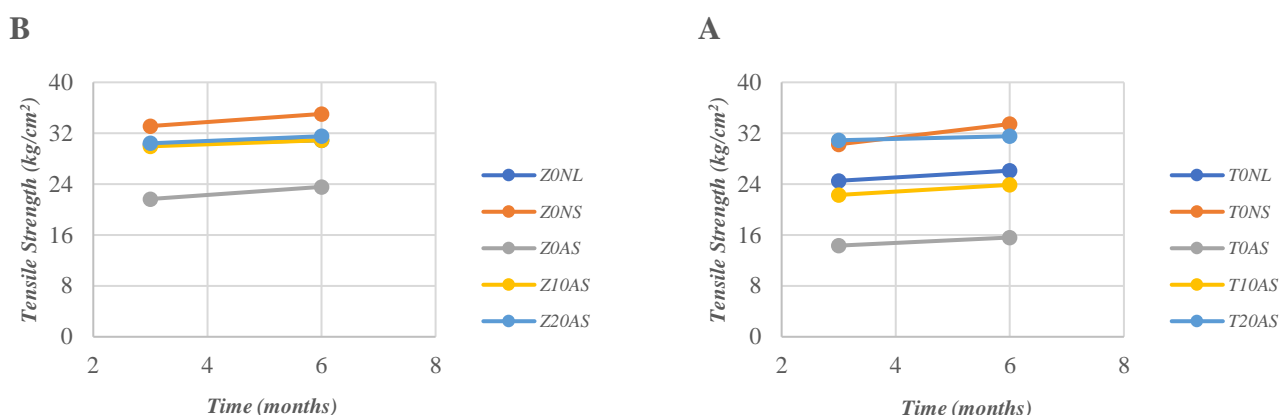 B
40
32
24
16
8
0
2
4
6
8
Tensile Strength (kg/cm²)
Time (months)
Z0NL
Z0NS
Z0AS
Z10AS
Z20AS
A
40
32
24
16
8
0
2
4
6
8
Tensile Strength (kg/cm²)
Time (months)
T0NL
T0NS
T0AS
T10AS
T20AS